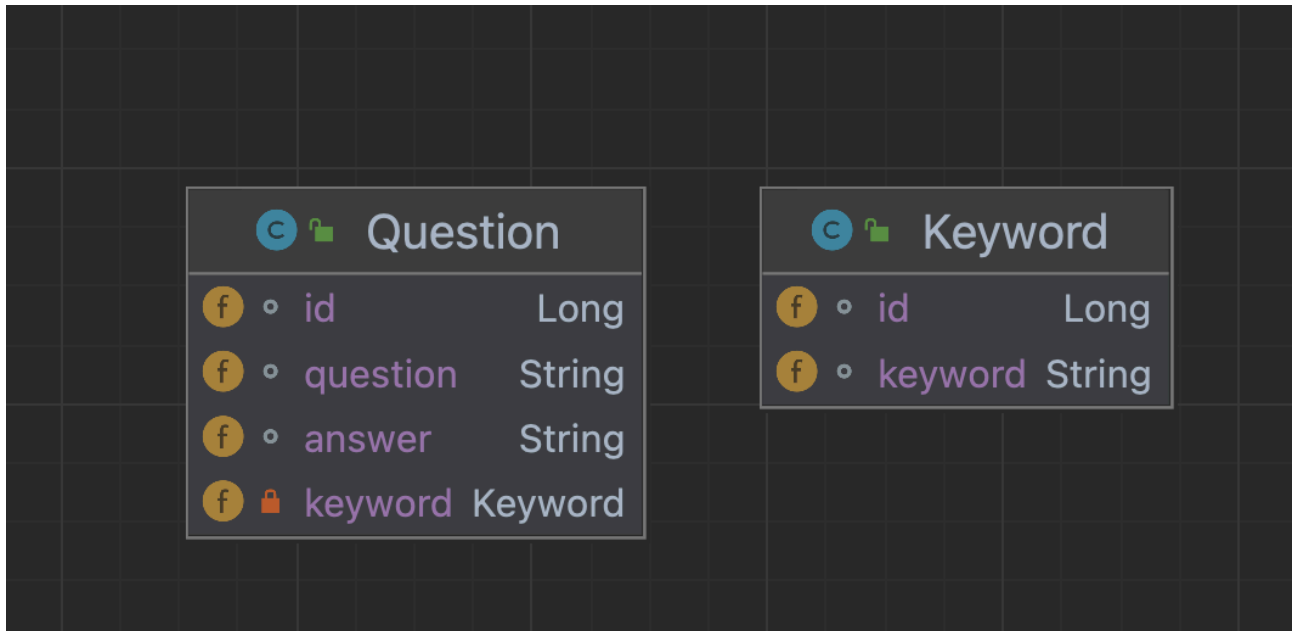 C Question
f id Long
f question String
f answer String
f keyword Keyword
C Keyword
f id Long
f keyword String